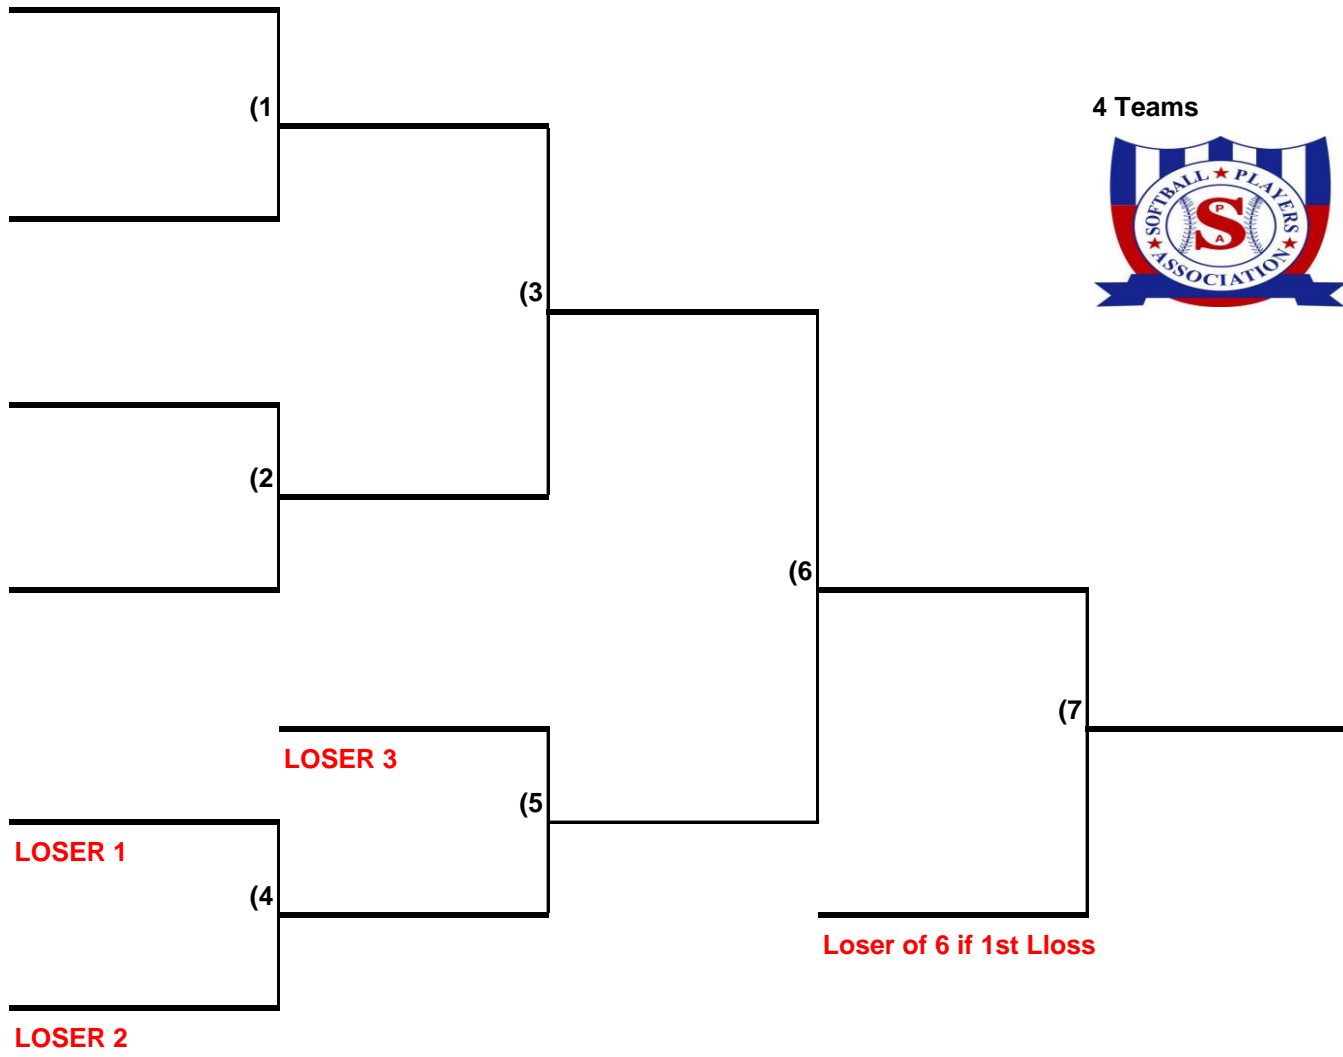 (1
4 Teams
SOFTBALL ★ PLAYERS
★ ASSOCIATION ★
P
S
A
(3
(2
(6
(7
LOSER 3
(5
LOSER 1
(4
Loser of 6 if 1st Lloss
LOSER 2